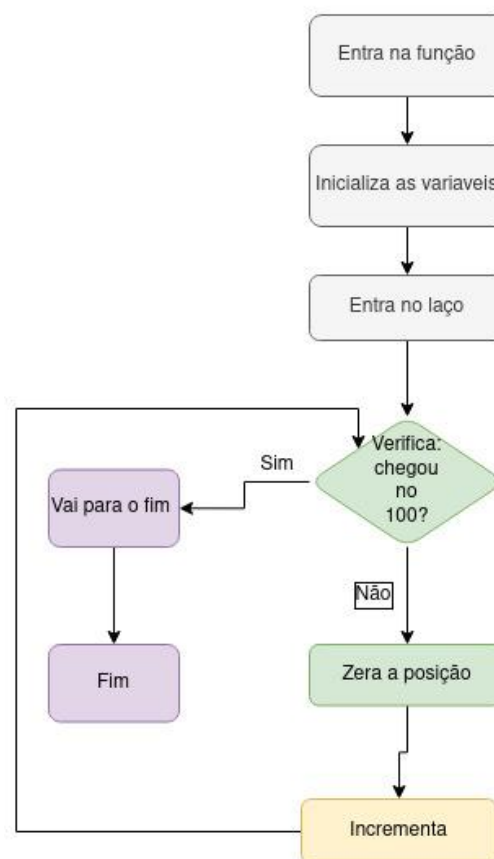 Entra na função
Inicializa as variaveis
Entra no laço
Verifica:
chegou
no
100?
Sim
Vai para o fim
Não
Fim
Zera a posição
Incrementa